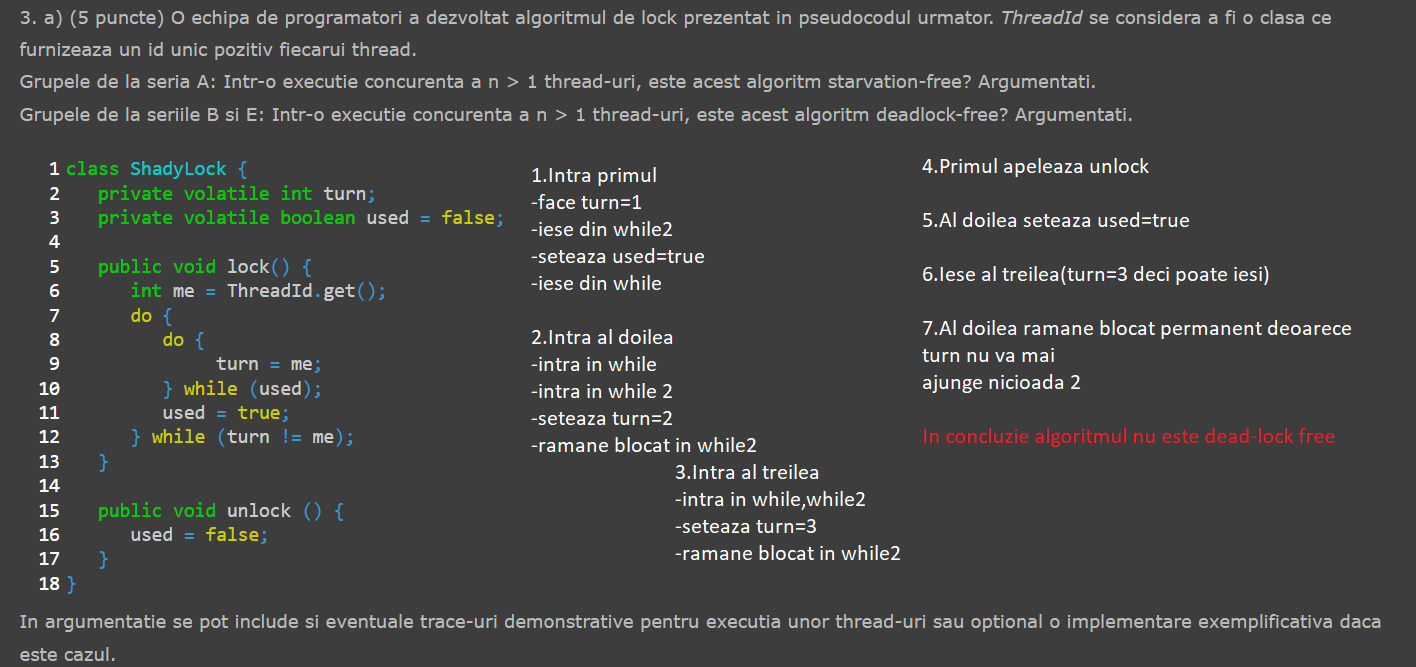 3. a) (5 puncte) O echipa de programatori a dezvoltat algoritmul de lock prezentat in pseudocodul urmator. ThreadId se considera a fi o clasa ce
furnizeaza un id unic pozitiv fiecarui thread.
Grupele de la seria A: Intr-o executie concurenta a n > 1 thread-uri, este acest algoritm starvation-free? Argumentati.
Grupele de la seriile B si E: Intr-o executie concurenta a n > 1 thread-uri, este acest algoritm deadlock-free? Argumentati.
1 class ShadyLock {
2 private volatile int turn;
3 private volatile boolean used = false;
4
5 public void lock() {
6 int me = ThreadId.get();
7 do {
8 do {
9 turn = me;
10 } while (used);
11 used = true;
12 } while (turn != me);
13 }
14
15 public void unlock () {
16 used = false;
17 }
18 }
1.Intra primul
-face turn=1
-iese din while2
-seteaza used=true
-iese din while
2.Intra al doilea
-intra in while
-intra in while 2
-seteaza turn=2
-ramane blocat in while2
3.Intra al treilea
-intra in while,while2
-seteaza turn=3
-ramane blocat in while2
4.Primul apeleaza unlock
5.Al doilea seteaza used=true
6.Iese al treilea(turn=3 deci poate iesi)
7.Al doilea ramane blocat permanent deoarece
turn nu va mai
ajunge nicioada 2
In concluzie algoritmul nu este dead-lock free
In argumentatie se pot include si eventuale trace-uri demonstrative pentru executia unor thread-uri sau optional o implementare exemplificativa daca
este cazul.